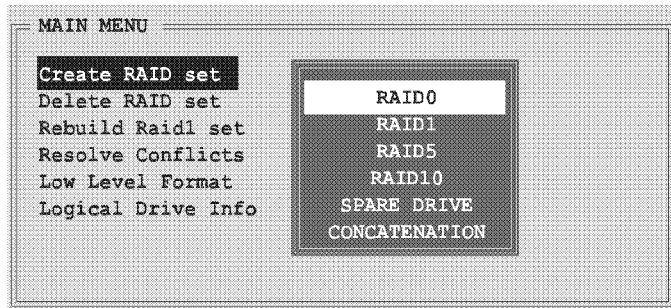 MAIN MENU
Create RAID set
Delete RAID set
Rebuild Raid1 set
Resolve Conflicts
Low Level Format
Logical Drive Info
RAID0
RAID1
RAID5
RAID10
SPARE DRIVE
CONCATENATION